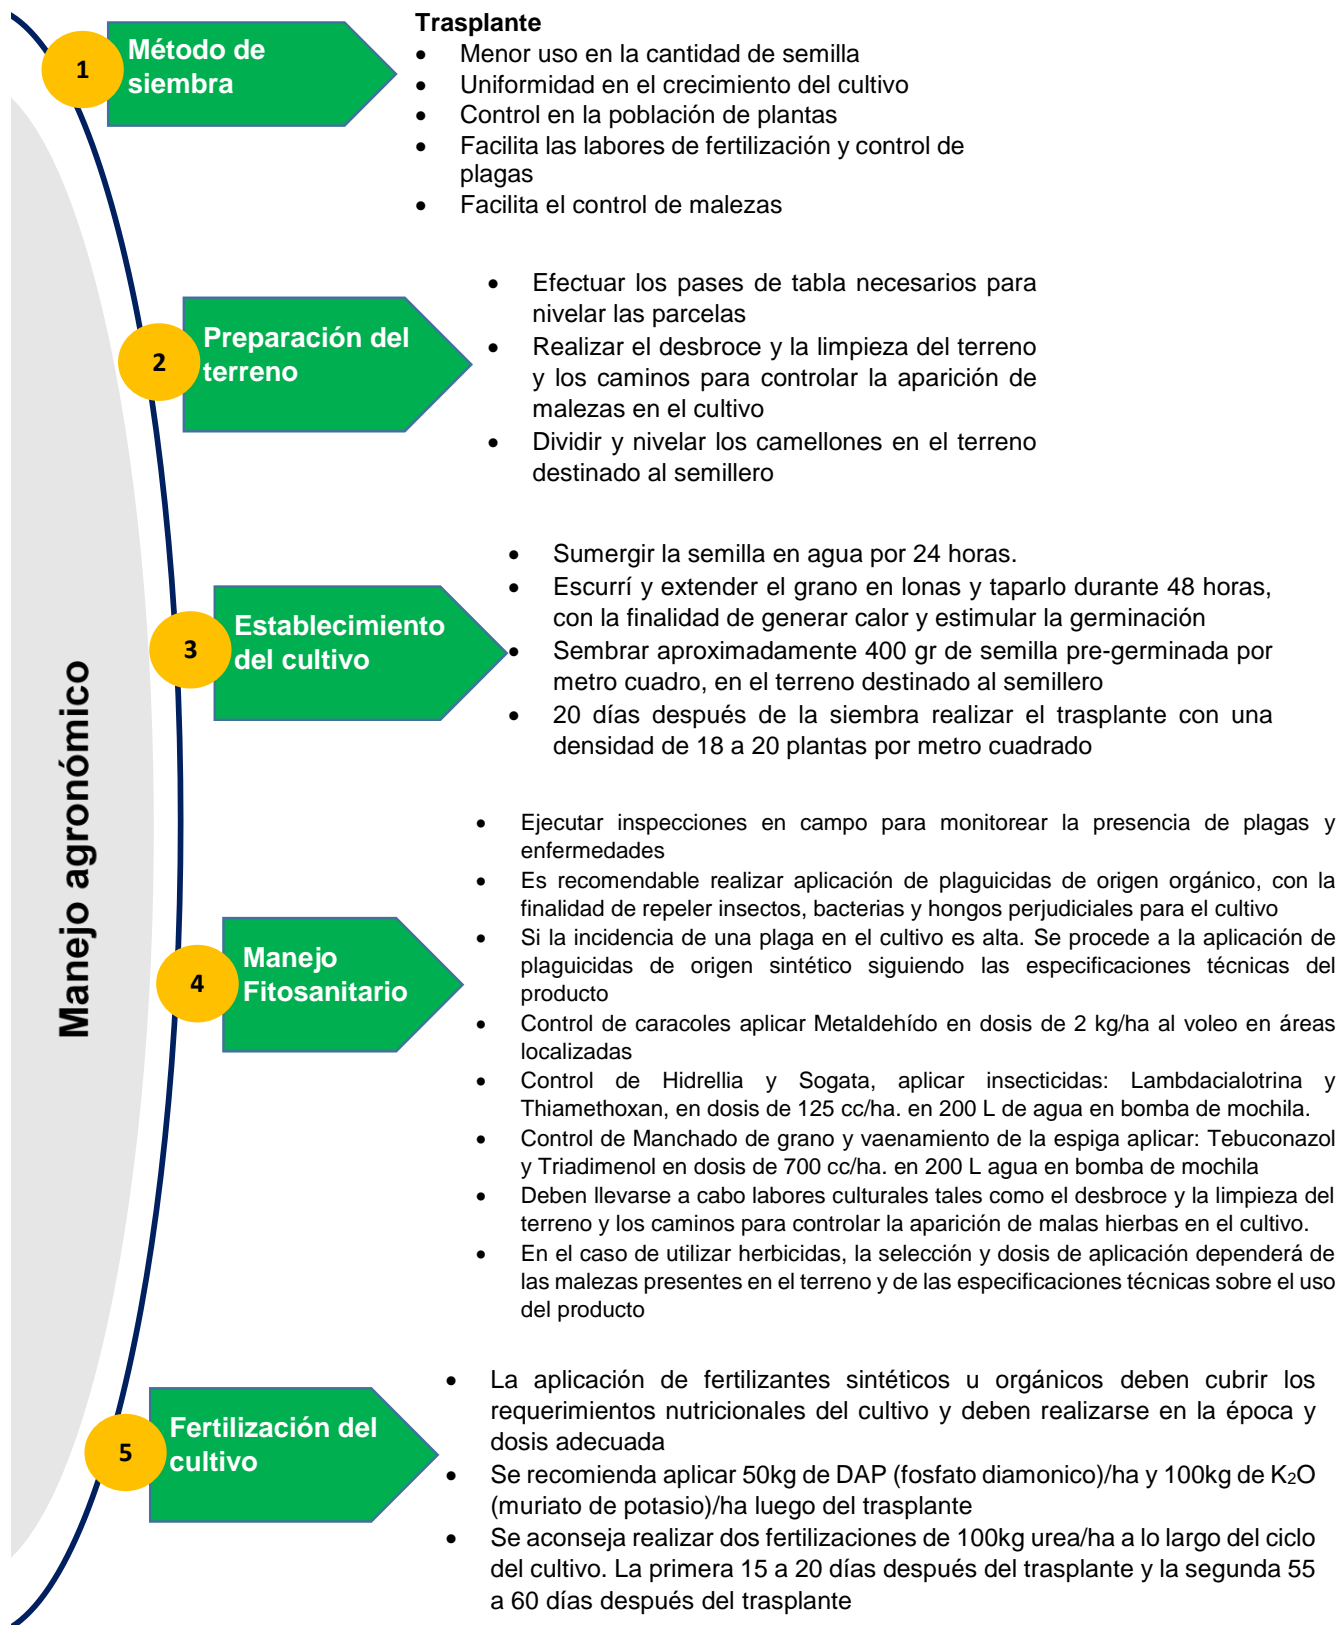 Manejo agronómico
1
Método de
siembra
Trasplante
• Menor uso en la cantidad de semilla
• Uniformidad en el crecimiento del cultivo
• Control en la población de plantas
• Facilita las labores de fertilización y control de
plagas
• Facilita el control de malezas
2
Preparación del
terreno
• Efectuar los pases de tabla necesarios para
nivelar las parcelas
• Realizar el desbroce y la limpieza del terreno
y los caminos para controlar la aparición de
malezas en el cultivo
• Dividir y nivelar los camellones en el terreno
destinado al semillero
3
Establecimiento
del cultivo
• Sumergir la semilla en agua por 24 horas.
• Escurrí y extender el grano en lonas y taparlo durante 48 horas,
con la finalidad de generar calor y estimular la germinación
• Sembrar aproximadamente 400 gr de semilla pre-germinada por
metro cuadro, en el terreno destinado al semillero
• 20 días después de la siembra realizar el trasplante con una
densidad de 18 a 20 plantas por metro cuadrado
4
Manejo
Fitosanitario
• Ejecutar inspecciones en campo para monitorear la presencia de plagas y
enfermedades
• Es recomendable realizar aplicación de plaguicidas de origen orgánico, con la
finalidad de repeler insectos, bacterias y hongos perjudiciales para el cultivo
• Si la incidencia de una plaga en el cultivo es alta. Se procede a la aplicación de
plaguicidas de origen sintético siguiendo las especificaciones técnicas del
producto
• Control de caracoles aplicar Metaldehído en dosis de 2 kg/ha al voleo en áreas
localizadas
• Control de Hidrellia y Sogata, aplicar insecticidas: Lambdacialotrina y
Thiamethoxan, en dosis de 125 cc/ha. en 200 L de agua en bomba de mochila.
• Control de Manchado de grano y vaenamiento de la espiga aplicar: Tebuconazol
y Triadimenol en dosis de 700 cc/ha. en 200 L agua en bomba de mochila
• Deben llevarse a cabo labores culturales tales como el desbroce y la limpieza del
terreno y los caminos para controlar la aparición de malas hierbas en el cultivo.
• En el caso de utilizar herbicidas, la selección y dosis de aplicación dependerá de
las malezas presentes en el terreno y de las especificaciones técnicas sobre el uso
del producto
5
Fertilización del
cultivo
• La aplicación de fertilizantes sintéticos u orgánicos deben cubrir los
requerimientos nutricionales del cultivo y deben realizarse en la época y
dosis adecuada
• Se recomienda aplicar 50kg de DAP (fosfato diamonico)/ha y 100kg de K₂O
(muriato de potasio)/ha luego del trasplante
• Se aconseja realizar dos fertilizaciones de 100kg urea/ha a lo largo del ciclo
del cultivo. La primera 15 a 20 días después del trasplante y la segunda 55
a 60 días después del trasplante